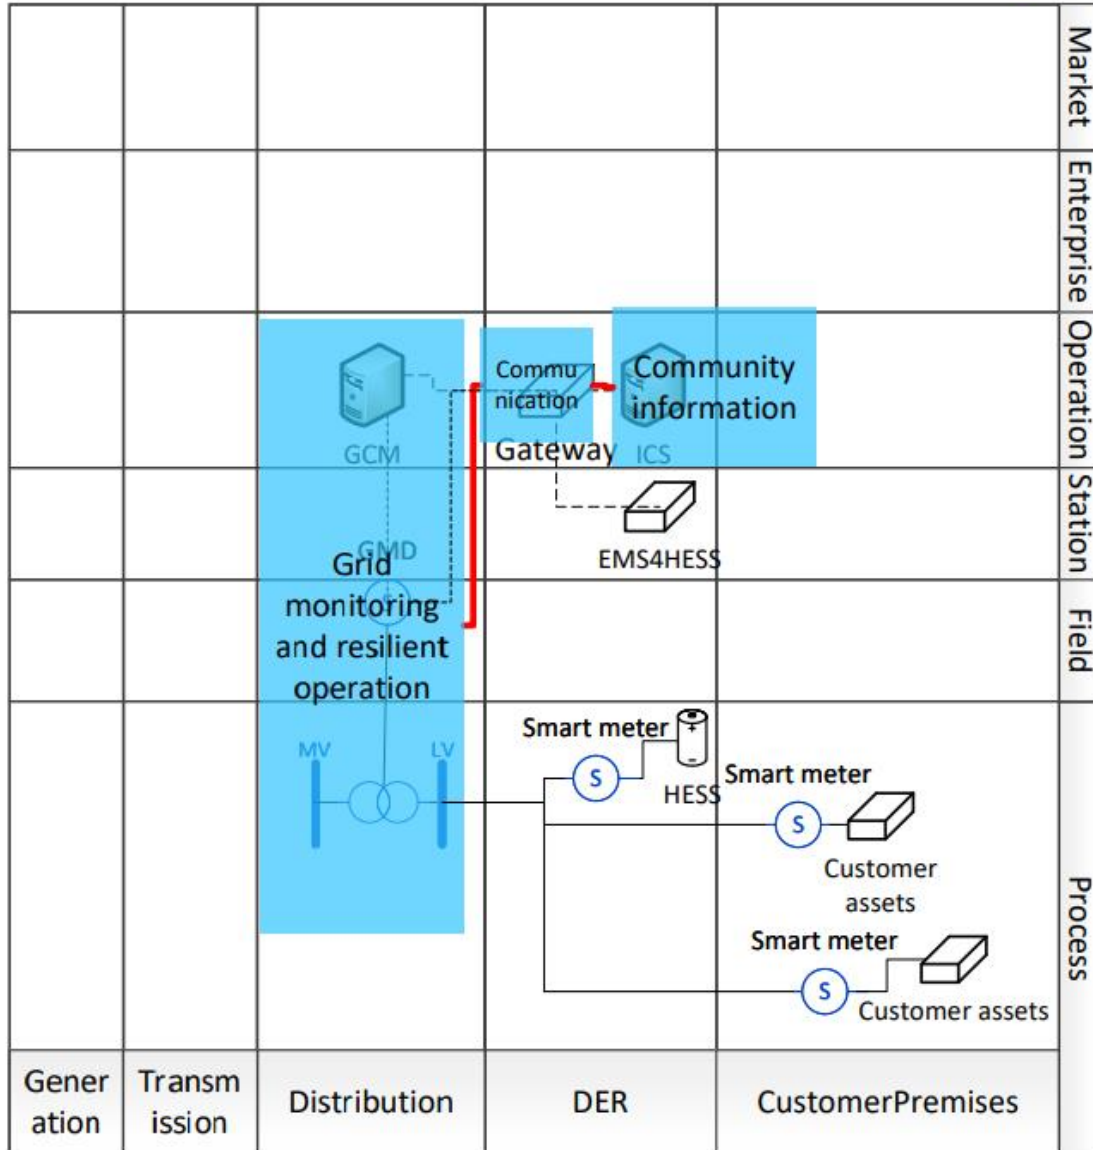 Market
Enterprise
Operation
Station
Field
Process
Commu
nication
Community
information
GCM
Gateway
ICS
EMS4HESS
GMD
Grid
monitoring
and resilient
operation
MV
LV
Smart meter
S
HESS
Smart meter
S
Customer
assets
Smart meter
S
Customer assets
Gener
ation
Transm
ission
Distribution
DER
CustomerPremises